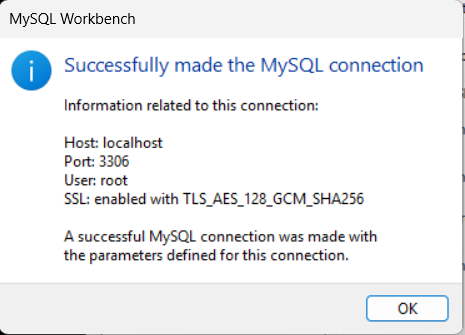 MySQL Workbench
Successfully made the MySQL connection
Information related to this connection:
Host: localhost
Port: 3306
User: root
SSL: enabled with TLS_AES_128_GCM_SHA256
A successful MySQL connection was made with
the parameters defined for this connection.
OK